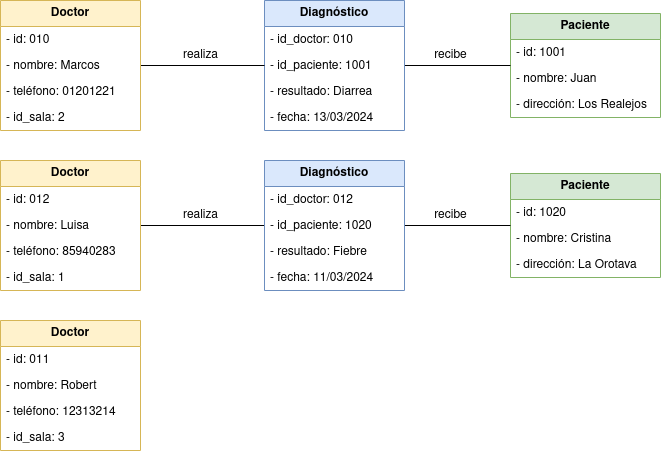 Doctor
- id: 010
- nombre: Marcos
- teléfono: 01201221
- id_sala: 2
realiza
Diagnóstico
- id_doctor: 010
- id_paciente: 1001
- resultado: Diarrea
- fecha: 13/03/2024
recibe
Paciente
- id: 1001
- nombre: Juan
- dirección: Los Realejos
Doctor
- id: 012
- nombre: Luisa
- teléfono: 85940283
- id_sala: 1
realiza
Diagnóstico
- id_doctor: 012
- id_paciente: 1020
- resultado: Fiebre
- fecha: 11/03/2024
recibe
Paciente
- id: 1020
- nombre: Cristina
- dirección: La Orotava
Doctor
- id: 011
- nombre: Robert
- teléfono: 12313214
- id_sala: 3